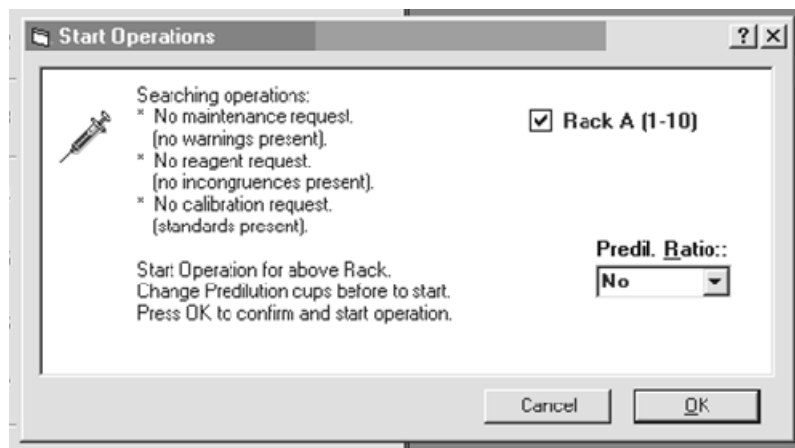 Start Operations
Searching operations:
* No maintenance request.
(no warnings present).
* No reagent request.
(no incongruences present).
* No calibration request.
(standards present).
Start Operation for above Rack.
Change Predilution cups before to start.
Press OK to confirm and start operation.
Rack A (1-10)
Predil. Ratio::
No
Cancel
OK